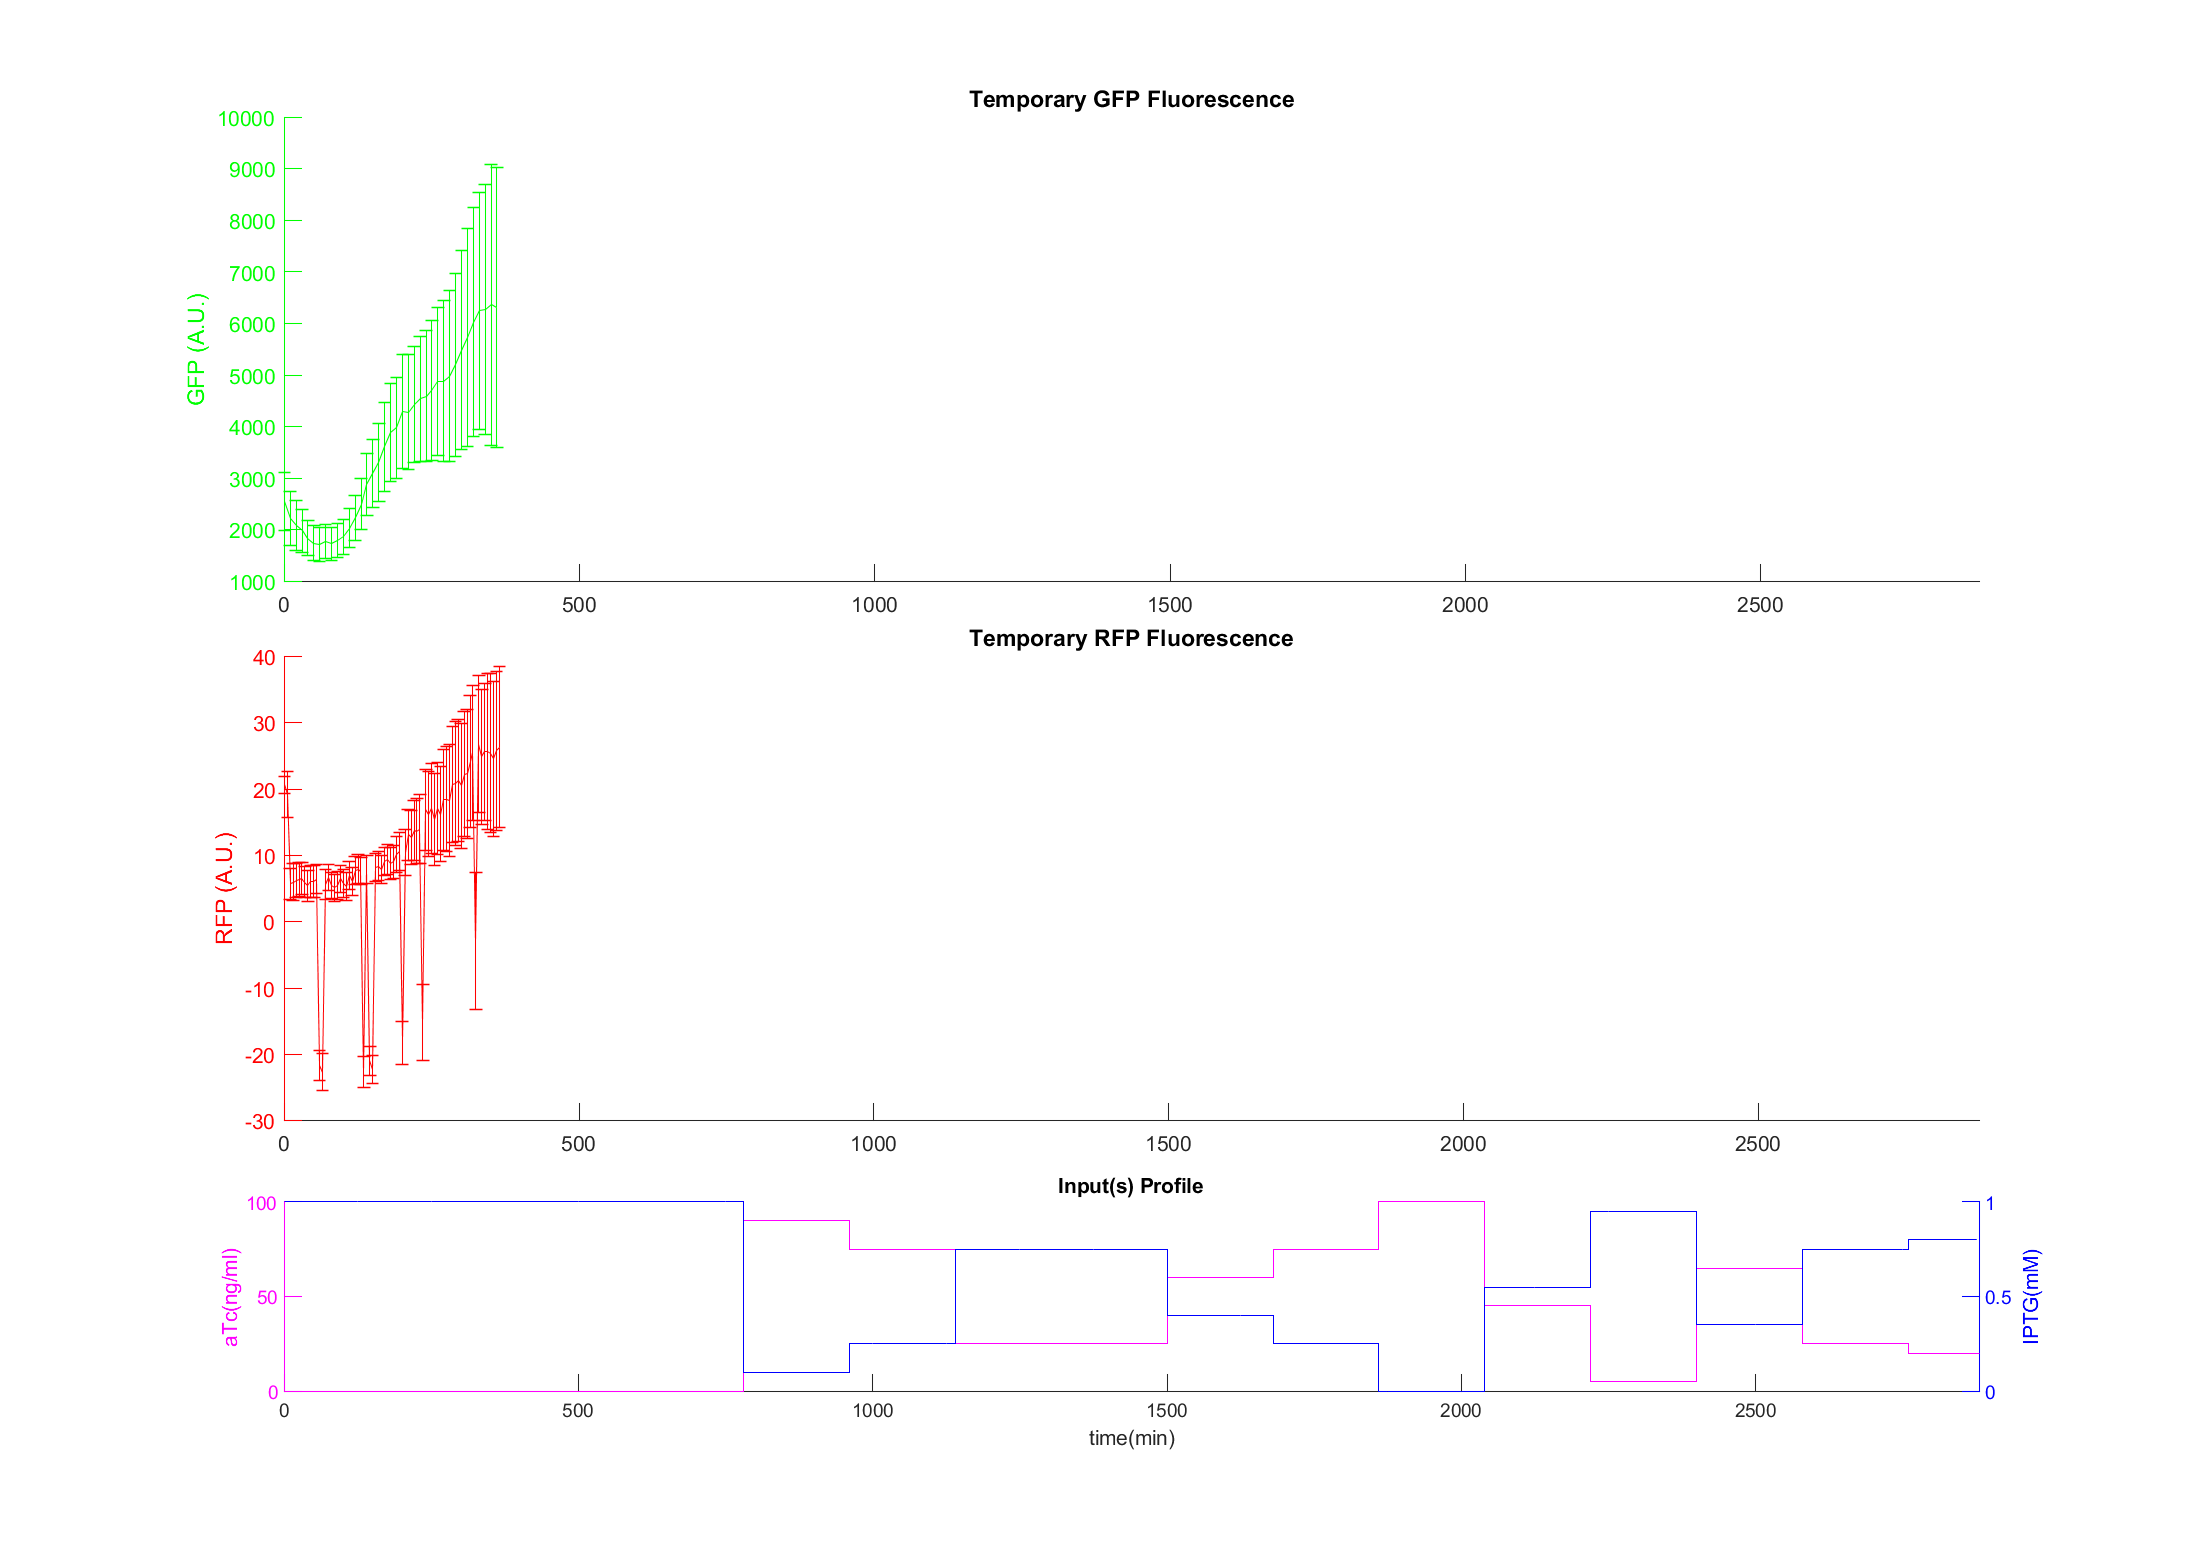 Temporary GFP Fluorescence
GFP (A.U.)
10000
9000
8000
7000
6000
5000
4000
3000
2000
1000
0 500 1000 1500 2000 2500
Temporary RFP Fluorescence
RFP (A.U.)
40
30
20
10
0
-10
-20
-30
0 500 1000 1500 2000 2500
Input(s) Profile
aTc(ng/ml)
100
50
0
1
0.5
0
IPTG(mM)
0 500 1000 1500 2000 2500
time(min)